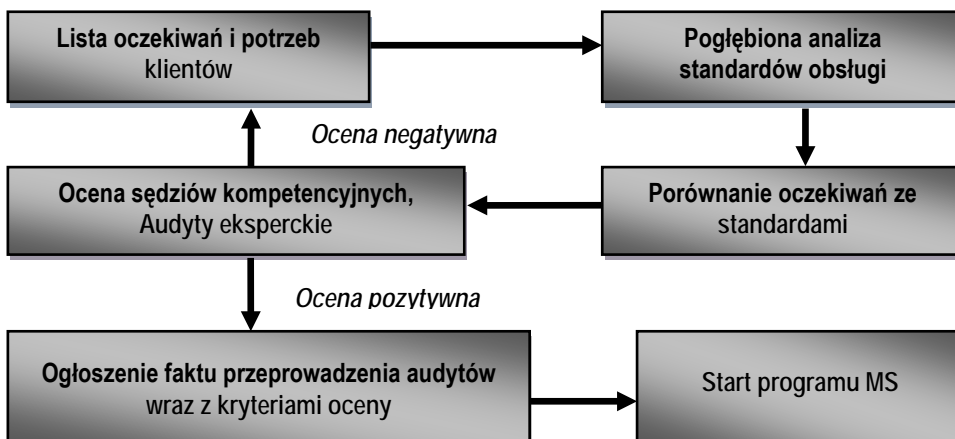 Lista oczekiwań i potrzeb
klientów
Pogłębiona analiza
standardów obsługi
Ocena negatywna
Ocena sędziów kompetencyjnych,
Audyty eksperckie
Porównanie oczekiwań ze
standardami
Ocena pozytywna
Ogłoszenie faktu przeprowadzenia audytów
wraz z kryteriami oceny
Start programu MS